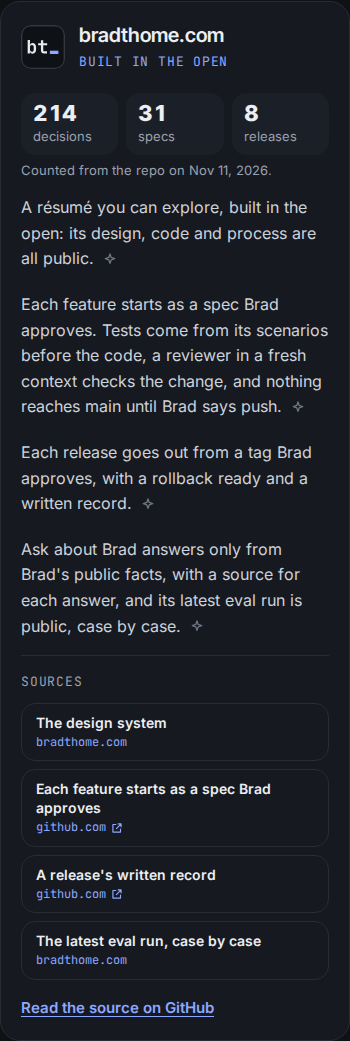 bt_
bradthome.com
BUILT IN THE OPEN
214
decisions
31
specs
8
releases
Counted from the repo on Nov 11, 2026.
A résumé you can explore, built in the
open: its design, code and process are
all public.
Each feature starts as a spec Brad
approves. Tests come from its scenarios
before the code, a reviewer in a fresh
context checks the change, and nothing
reaches main until Brad says push.
Each release goes out from a tag Brad
approves, with a rollback ready and a
written record.
Ask about Brad answers only from
Brad's public facts, with a source for
each answer, and its latest eval run is
public, case by case.
SOURCES
The design system
bradthome.com
Each feature starts as a spec Brad
approves
github.com
A release's written record
github.com
The latest eval run, case by case
bradthome.com
Read the source on GitHub